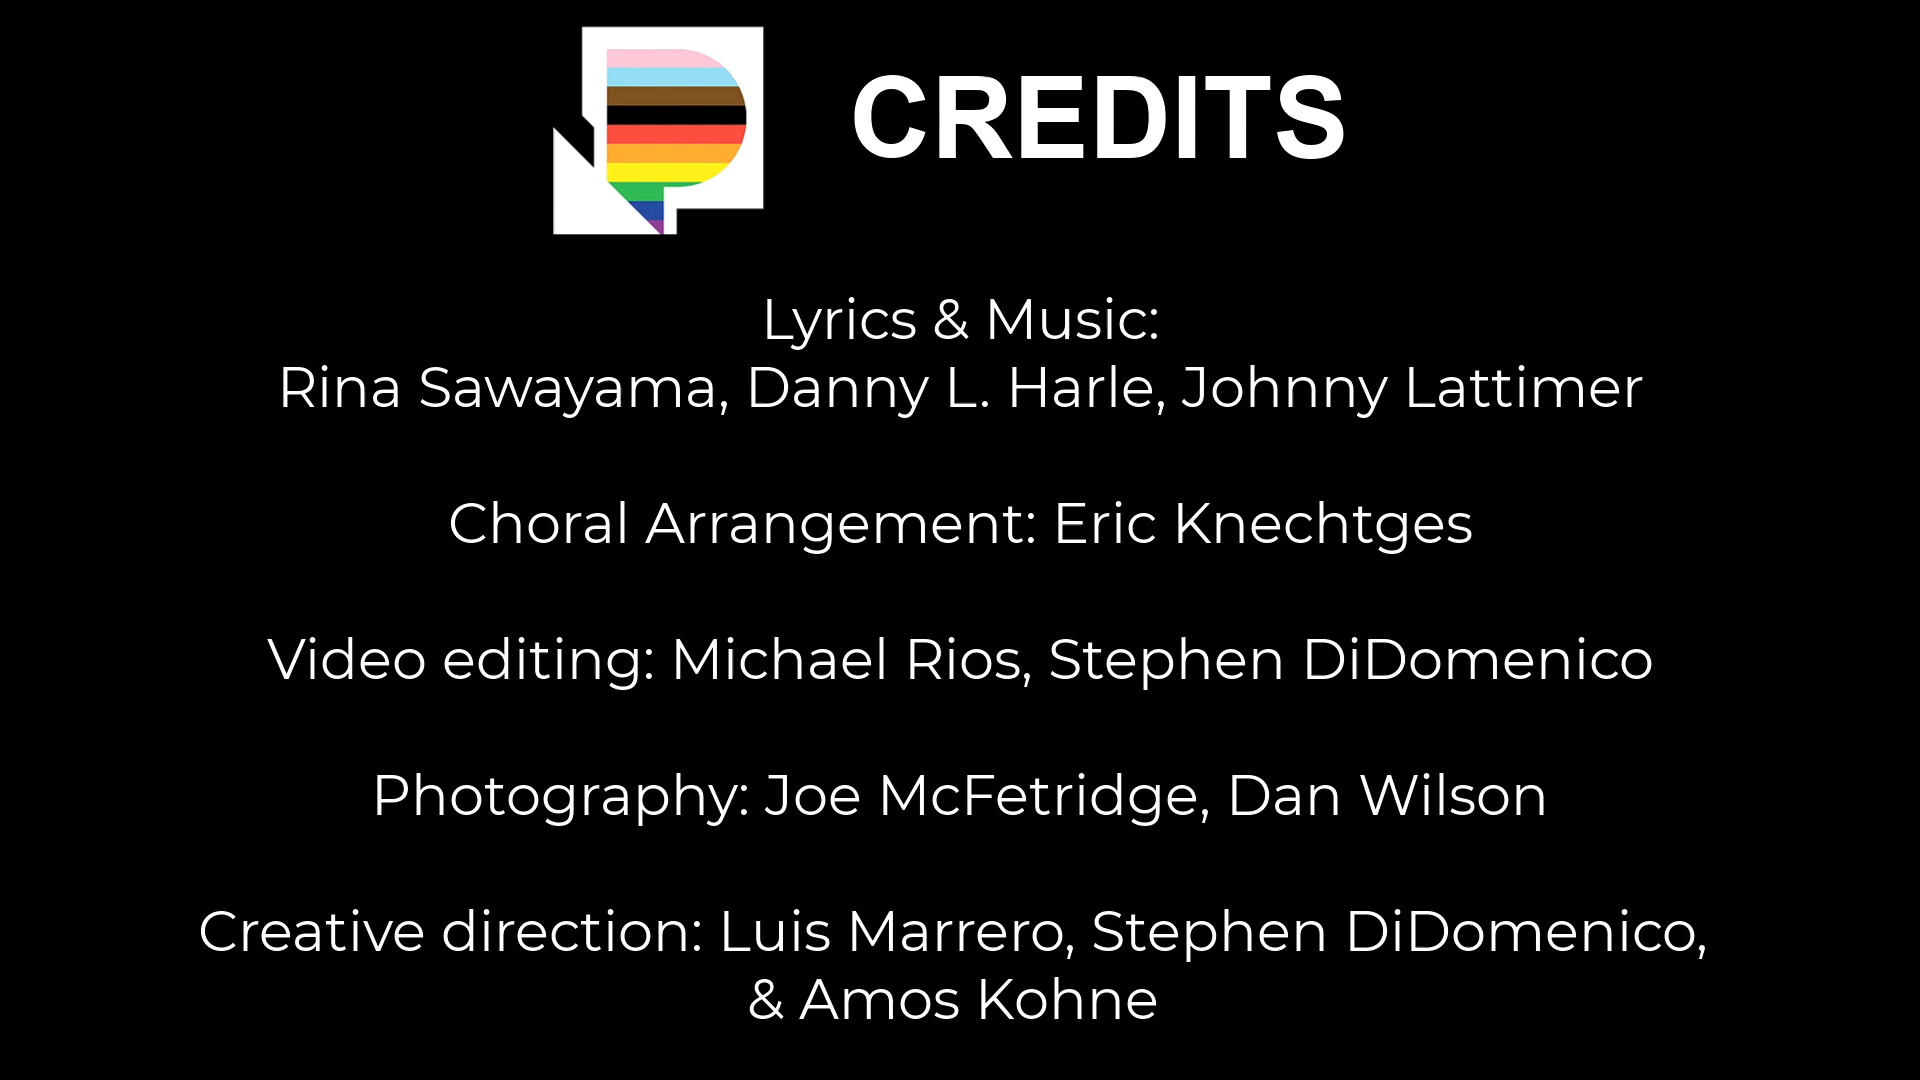 CREDITS
Lyrics & Music:
Rina Sawayama, Danny L. Harle, Johnny Lattimer
Choral Arrangement: Eric Knechtges
Video editing: Michael Rios, Stephen DiDomenico
Photography: Joe McFetridge, Dan Wilson
Creative direction: Luis Marrero, Stephen DiDomenico,
& Amos Kohne